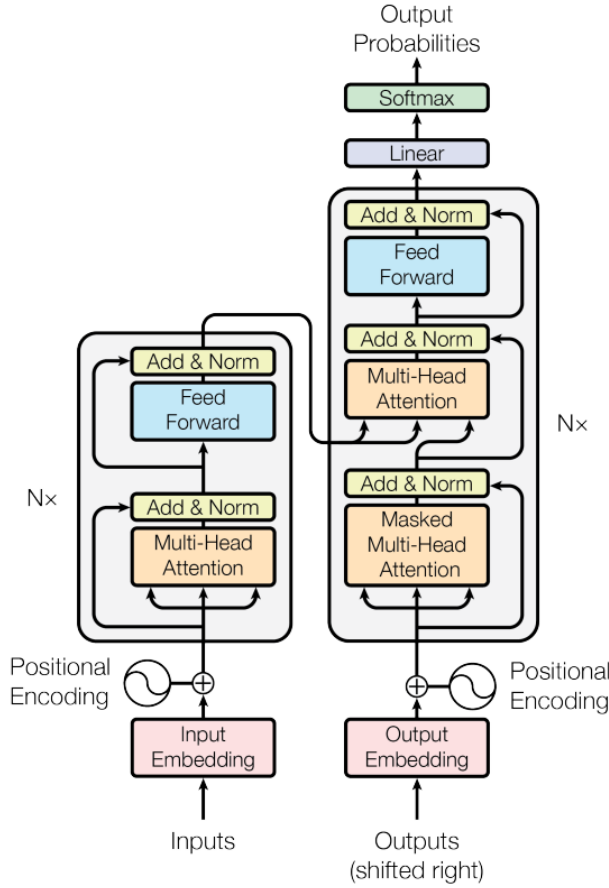 Output
Probabilities
Softmax
Linear
Add & Norm
Feed
Forward
Add & Norm
Multi-Head
Attention
Add & Norm
Masked
Multi-Head
Attention
N×
Add & Norm
Feed
Forward
Add & Norm
Multi-Head
Attention
N×
Positional
Encoding
Positional
Encoding
Input
Embedding
Output
Embedding
Inputs
Outputs
(shifted right)